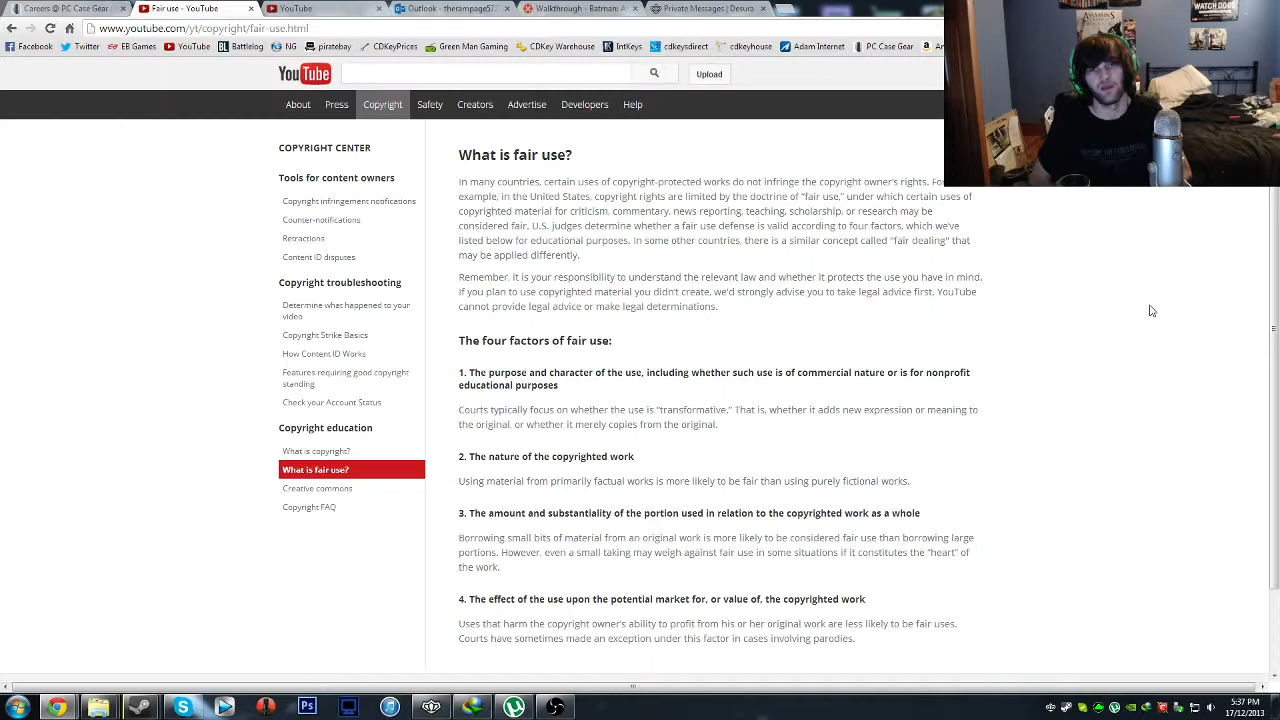 Careers @ PC Case Gear
Fair use - YouTube
YouTube
Outlook - therampage57
Walkthrough - Batman: A
Private Messages | Desura
www.youtube.com/yt/copyright/fair-use.html
Facebook Twitter EB Games YouTube Battlelog NG piratebay CDKeyPrices Green Man Gaming CDKey Warehouse IntKeys cdkeysdirect cdkeyhouse Adam Internet PC Case Gear
YouTube
Upload
About Press Copyright Safety Creators Advertise Developers Help
COPYRIGHT CENTER
Tools for content owners
Copyright infringement notifications
Counter-notifications
Retractions
Content ID disputes
Copyright troubleshooting
Determine what happened to your
video
Copyright Strike Basics
How Content ID Works
Features requiring good copyright
standing
Check your Account Status
Copyright education
What is copyright?
What is fair use?
Creative commons
Copyright FAQ
What is fair use?
In many countries, certain uses of copyright-protected works do not infringe the copyright owner's rights. Fo
example, in the United States, copyright rights are limited by the doctrine of "fair use," under which certain uses of
copyrighted material for criticism, commentary, news reporting, teaching, scholarship, or research may be
considered fair. U.S. judges determine whether a fair use defense is valid according to four factors, which we've
listed below for educational purposes. In some other countries, there is a similar concept called "fair dealing" that
may be applied differently.
Remember, it is your responsibility to understand the relevant law and whether it protects the use you have in mind.
If you plan to use copyrighted material you didn't create, we'd strongly advise you to take legal advice first. YouTube
cannot provide legal advice or make legal determinations.
The four factors of fair use:
1. The purpose and character of the use, including whether such use is of commercial nature or is for nonprofit
educational purposes
Courts typically focus on whether the use is "transformative." That is, whether it adds new expression or meaning to
the original, or whether it merely copies from the original.
2. The nature of the copyrighted work
Using material from primarily factual works is more likely to be fair than using purely fictional works.
3. The amount and substantiality of the portion used in relation to the copyrighted work as a whole
Borrowing small bits of material from an original work is more likely to be considered fair use than borrowing large
portions. However, even a small taking may weigh against fair use in some situations if it constitutes the "heart" of
the work.
4. The effect of the use upon the potential market for, or value of, the copyrighted work
Uses that harm the copyright owner's ability to profit from his or her original work are less likely to be fair uses.
Courts have sometimes made an exception under this factor in cases involving parodies.
ASSASSIN'S
WATCH DOGS
Ps
5:37 PM
17/12/2013